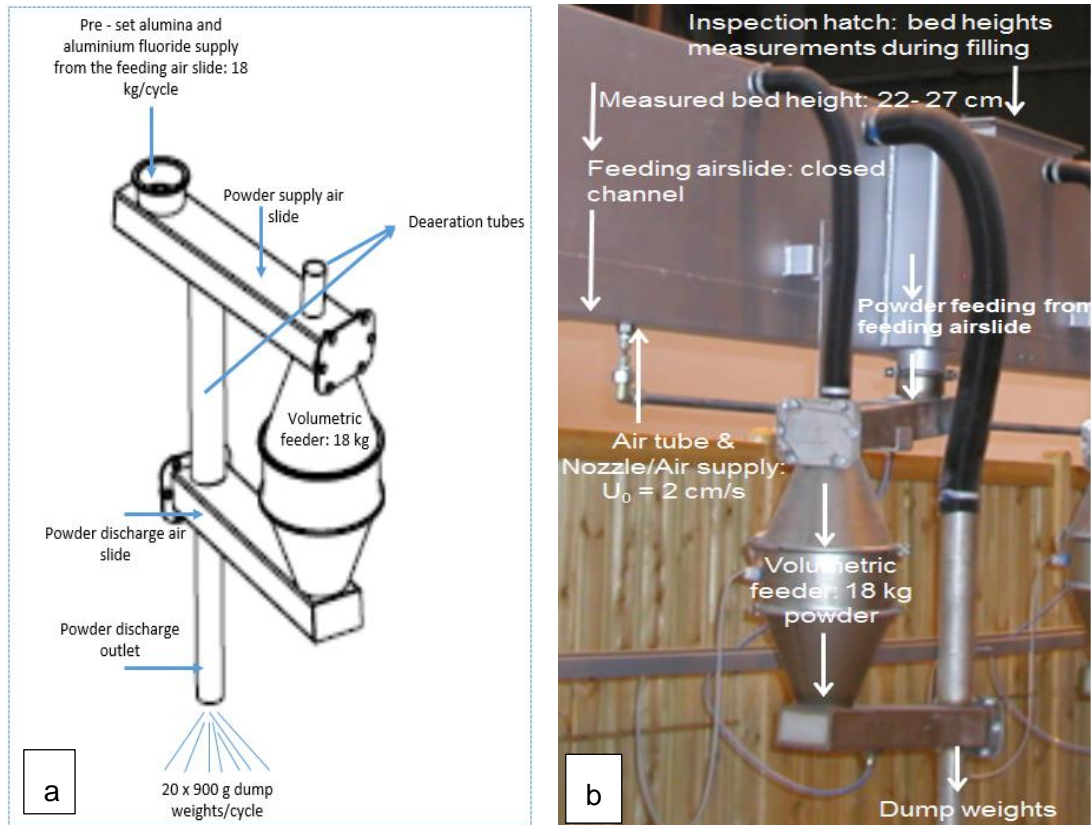 Pre - set alumina and
aluminium fluoride supply
from the feeding air slide: 18
kg/cycle
Powder supply air
slide
Deaeration tubes
Volumetric
feeder: 18 kg
Powder discharge air
slide
Powder discharge
outlet
20 x 900 g dump
weights/cycle
a
Inspection hatch: bed heights
measurements during filling
Measured bed height: 22- 27 cm
Feeding airslide: closed
channel
Powder feeding from
feeding airslide
Air tube &
Nozzle/Air supply:
U₀ = 2 cm/s
Volumetric
feeder: 18 kg
powder
Dump weights
b